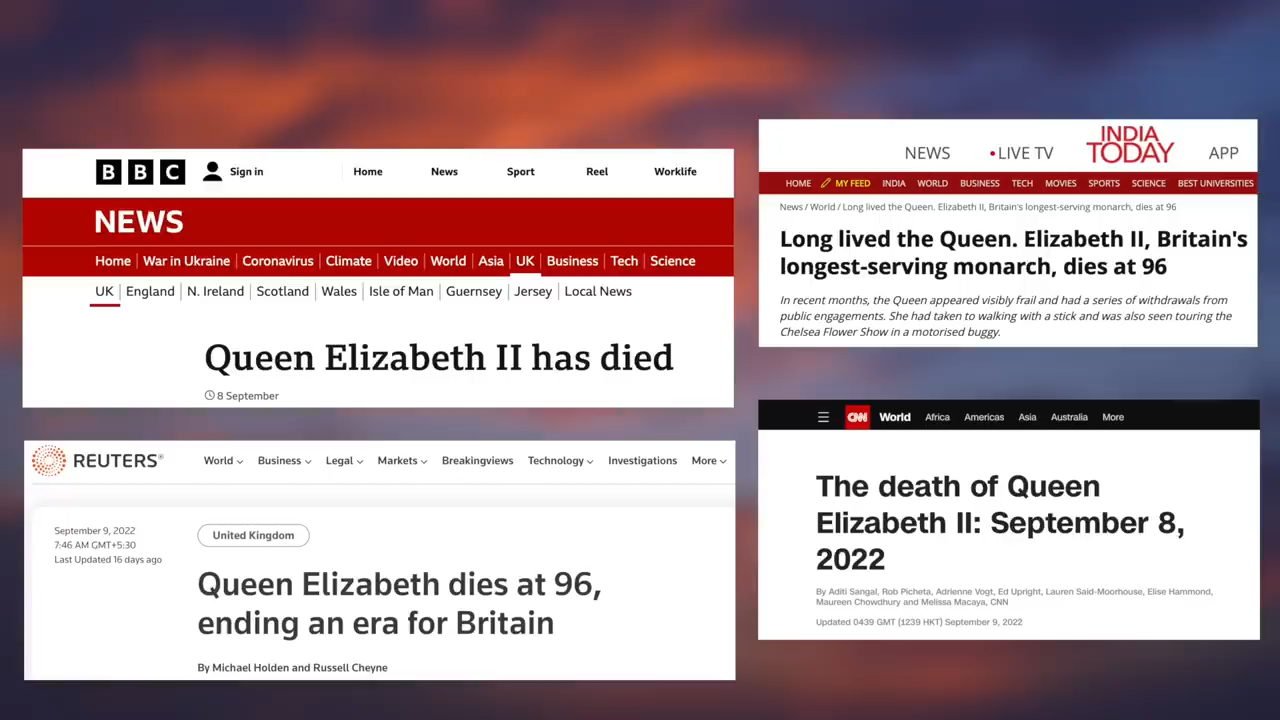 BBC Sign in Home News Sport Reel Worklife
NEWS
Home War in Ukraine Coronavirus Climate Video World Asia UK Business Tech Science
UK England N. Ireland Scotland Wales Isle of Man Guernsey Jersey Local News
Queen Elizabeth II has died
8 September
INDIA
NEWS •LIVE TV TODAY APP
HOME MY FEED INDIA WORLD BUSINESS TECH MOVIES SPORTS SCIENCE BEST UNIVERSITIES
News / World / Long lived the Queen. Elizabeth II, Britain's longest-serving monarch, dies at 96
Long lived the Queen. Elizabeth II, Britain's
longest-serving monarch, dies at 96
In recent months, the Queen appeared visibly frail and had a series of withdrawals from
public engagements. She had taken to walking with a stick and was also seen touring the
Chelsea Flower Show in a motorised buggy.
REUTERS® World Business Legal Markets Breakingviews Technology Investigations More
September 9, 2022
7:46 AM GMT+5:30
Last Updated 16 days ago
United Kingdom
Queen Elizabeth dies at 96,
ending an era for Britain
By Michael Holden and Russell Cheyne
CNN World Africa Americas Asia Australia More
The death of Queen
Elizabeth II: September 8,
2022
By Aditi Sangal, Rob Picheta, Adrienne Vogt, Ed Upright, Lauren Said-Moorhouse, Elise Hammond,
Maureen Chowdhury and Melissa Macaya, CNN
Updated 0439 GMT (1239 HKT) September 9, 2022